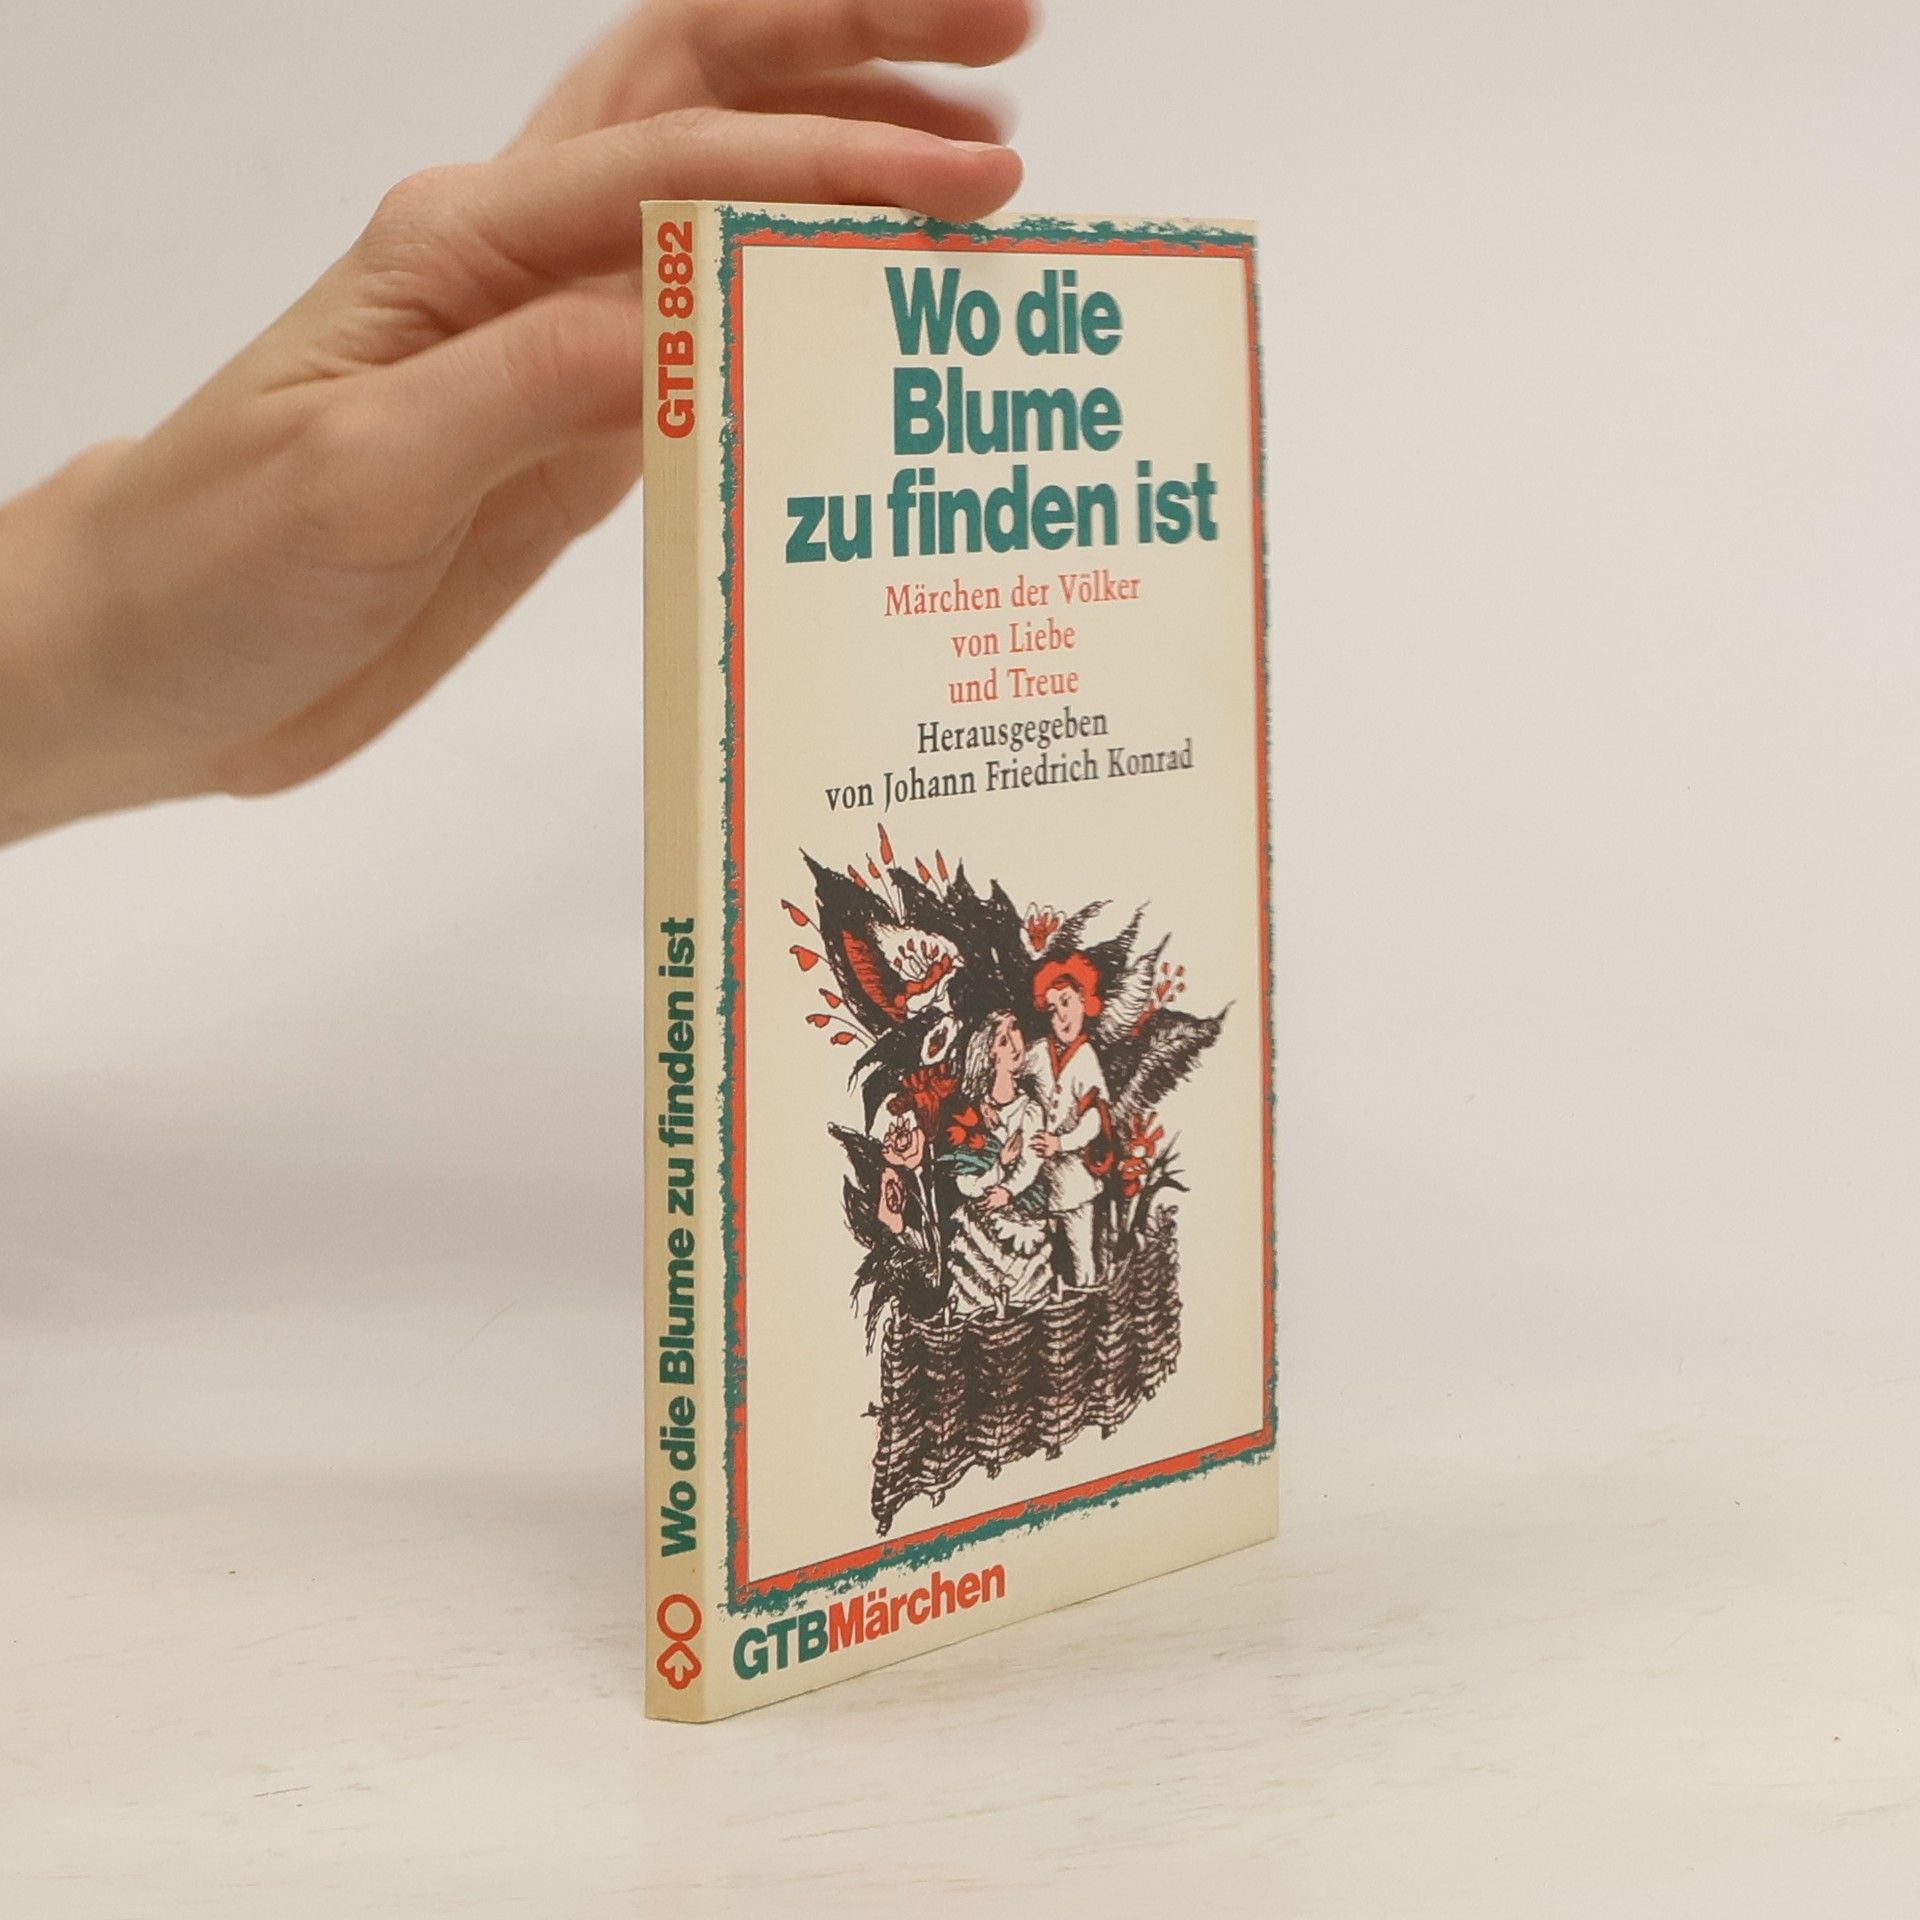 GTB 882
Wo die Blume zu finden ist
Wo die
Blume
zu finden ist
Märchen der Völker
von Liebe
und Treue
Herausgegeben
von Johann Friedrich Konrad
GTBMärchen